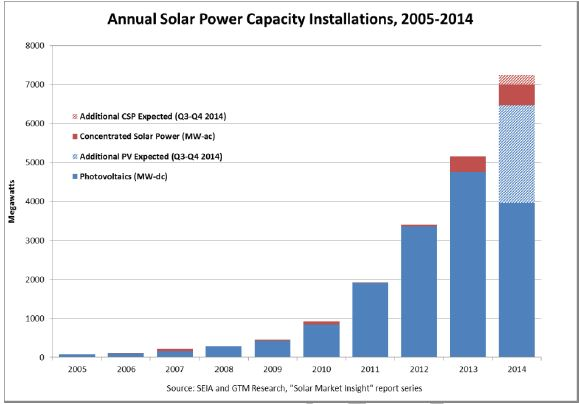 Annual Solar Power Capacity Installations, 2005-2014
8000
7000
6000
5000
4000
3000
2000
1000
0
Megawatts
Additional CSP Expected (Q3-Q4 2014)
Concentrated Solar Power (MW-ac)
Additional PV Expected (Q3-Q4 2014)
Photovoltaics (MW-dc)
2005 2006 2007 2008 2009 2010 2011 2012 2013 2014
Source: SEIA and GTM Research, "Solar Market Insight" report series